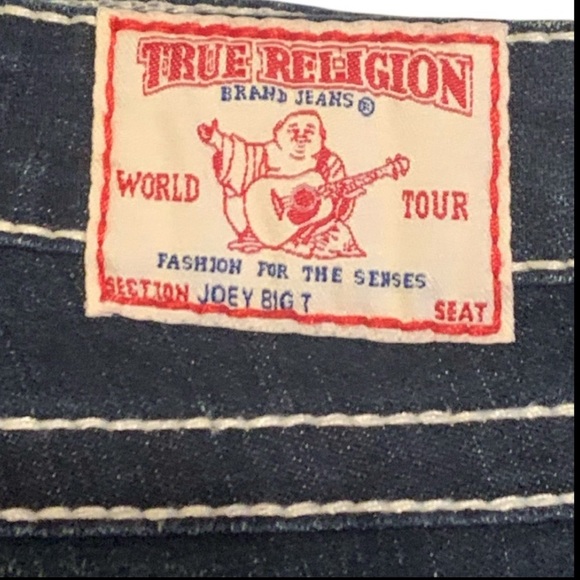 TRUE RELIGION
BRAND JEANS®
WORLD TOUR
FASHION FOR THE SENSES
SECTION JOEY BIG T SEAT